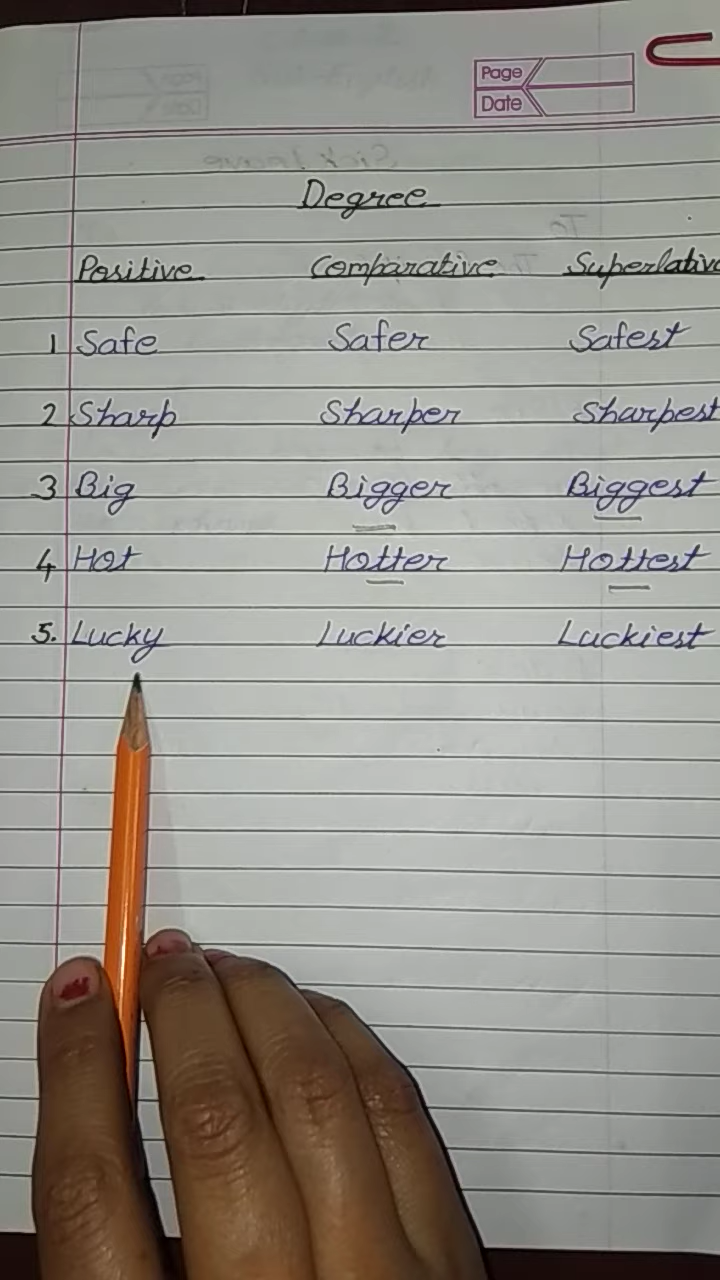 Page
Date
Degree
Positive Comparative Superlative
1 Safe Safer Safest
2 Sharp Sharper Sharpest
3 Big Bigger Biggest
4 Hot Hotter Hottest
5. Lucky Luckier Luckiest